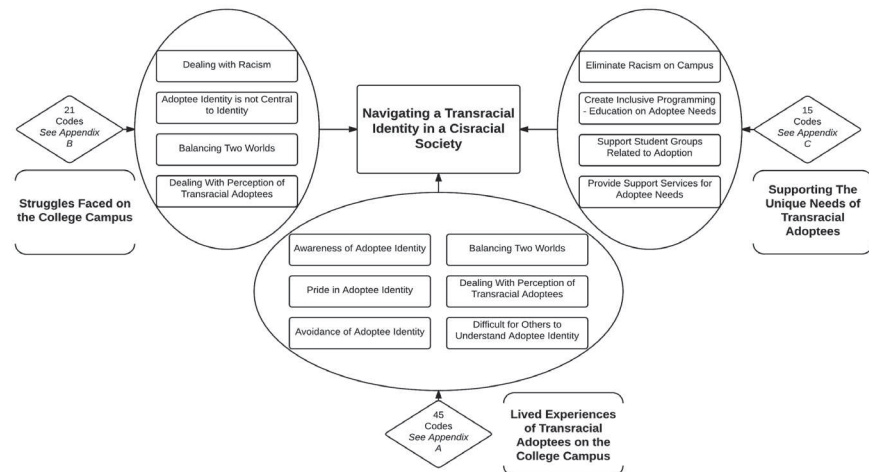 Dealing with Racism
Adoptee Identity is not Central
to Identity
Balancing Two Worlds
Dealing With Perception of
Transracial Adoptees
21
Codes
See Appendix
B
Struggles Faced on
the College Campus
Navigating a Transracial
Identity in a Cisracial
Society
Eliminate Racism on Campus
Create Inclusive Programming
- Education on Adoptee Needs
Support Student Groups
Related to Adoption
Provide Support Services for
Adoptee Needs
15
Codes
See Appendix
C
Supporting The
Unique Needs of
Transracial
Adoptees
Awareness of Adoptee Identity
Balancing Two Worlds
Pride in Adoptee Identity
Dealing With Perception of
Transracial Adoptees
Avoidance of Adoptee Identity
Difficult for Others to
Understand Adoptee Identity
45
Codes
See Appendix
A
Lived Experiences
of Transracial
Adoptees on the
College Campus